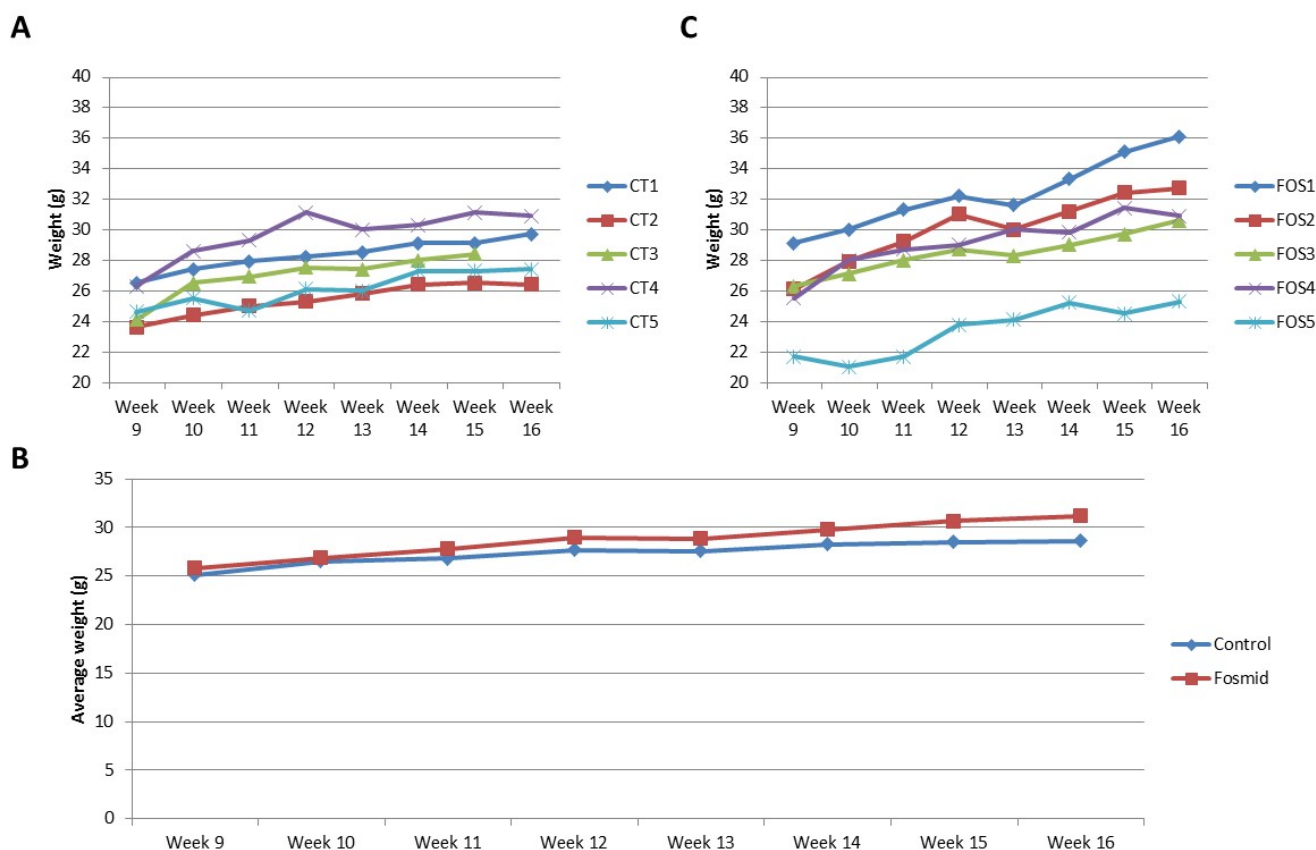 A
40
38
36
34
32
30
28
26
24
22
20
Weight (g)
Week 9
Week 10
Week 11
Week 12
Week 13
Week 14
Week 15
Week 16
CT1
CT2
CT3
CT4
CT5
C
40
38
36
34
32
30
28
26
24
22
20
Weight (g)
Week 9
Week 10
Week 11
Week 12
Week 13
Week 14
Week 15
Week 16
FOS1
FOS2
FOS3
FOS4
FOS5
B
35
30
25
20
15
10
5
0
Average weight (g)
Week 9
Week 10
Week 11
Week 12
Week 13
Week 14
Week 15
Week 16
Control
Fosmid